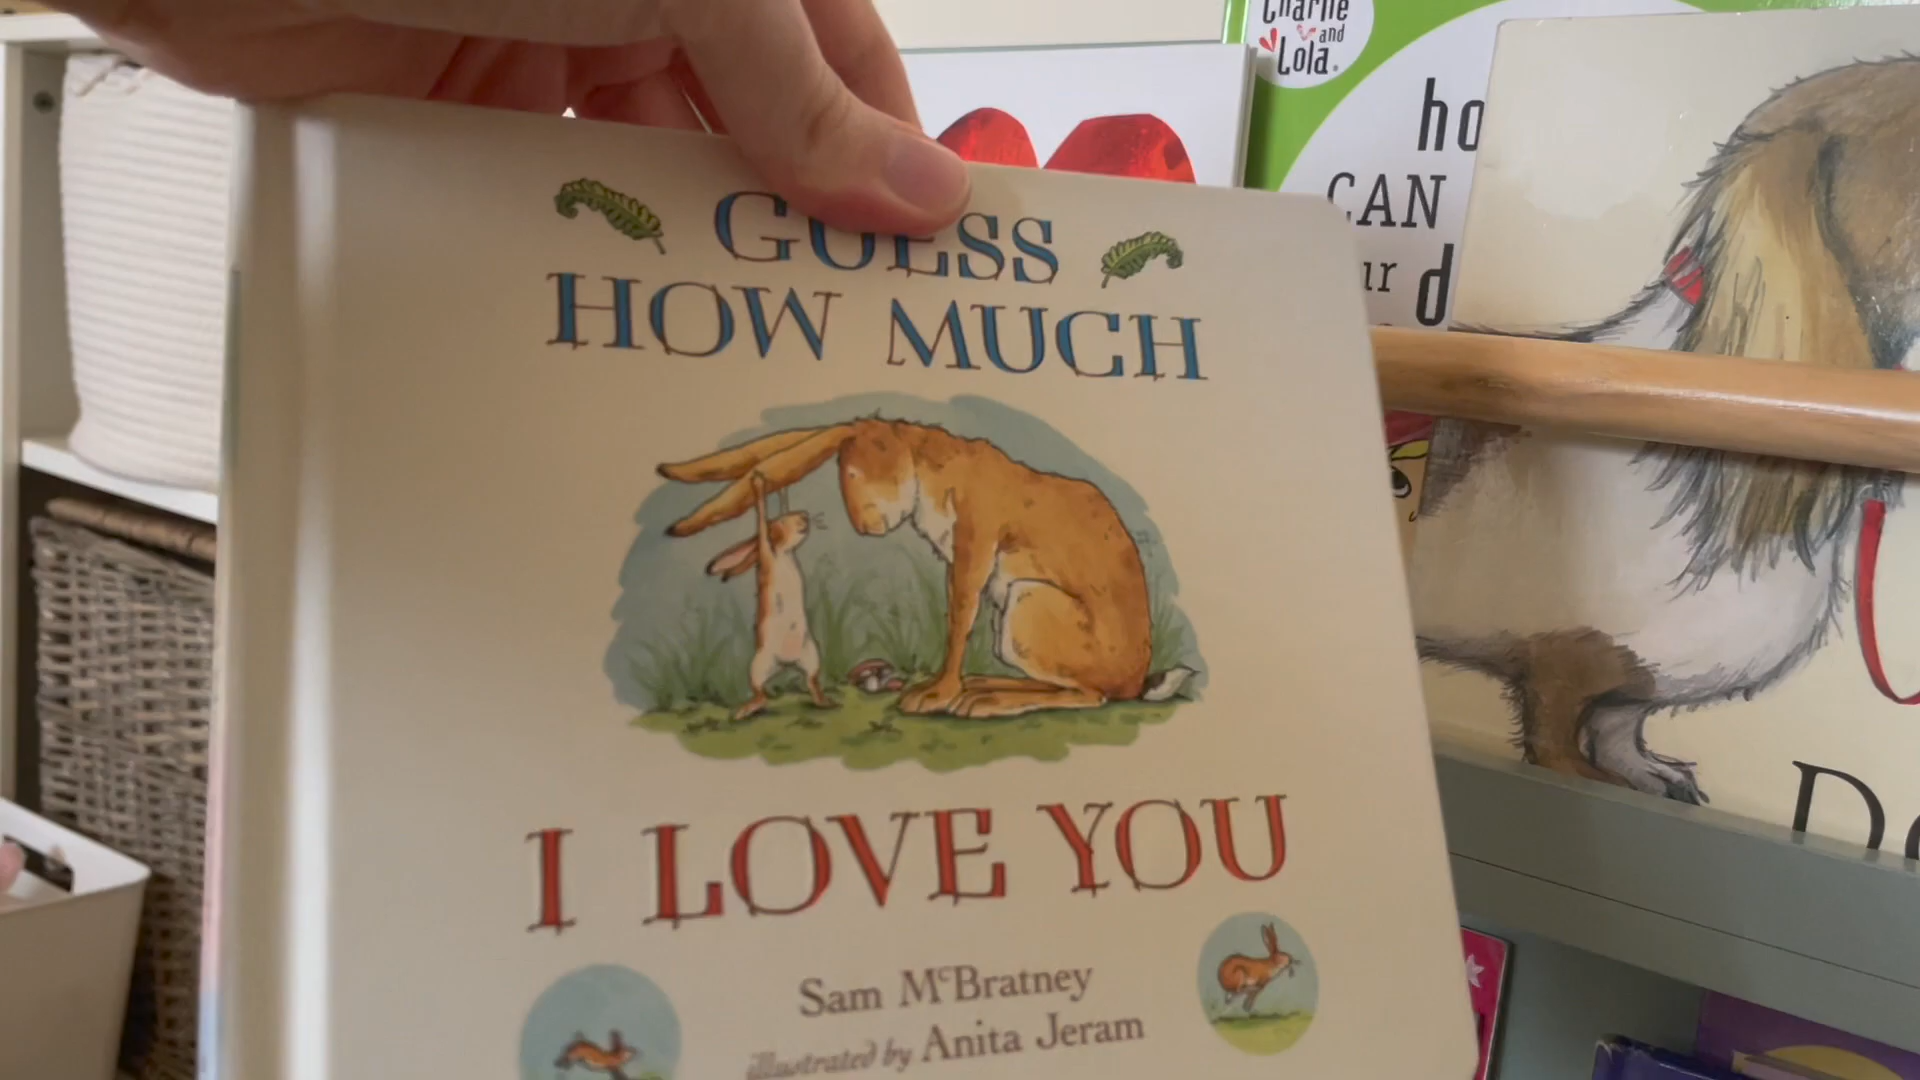 GUESS
HOW MUCH
I LOVE YOU
Sam McBratney
illustrated by Anita Jeram
Charlie
and
Lola.
CAN